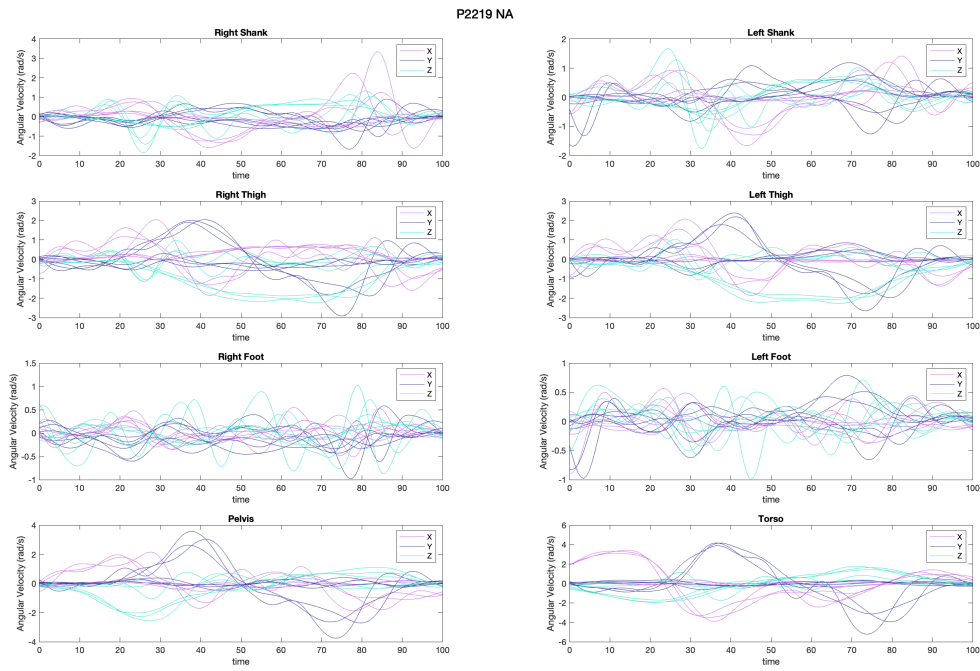 P2219 NA
Right Shank
4
3
2
1
0
-1
-2
Angular Velocity (rad/s)
X
Y
Z
0 10 20 30 40 50 60 70 80 90 100
time
Left Shank
2
1
0
-1
-2
Angular Velocity (rad/s)
X
Y
Z
0 10 20 30 40 50 60 70 80 90 100
time
Right Thigh
3
2
1
0
-1
-2
-3
Angular Velocity (rad/s)
X
Y
Z
0 10 20 30 40 50 60 70 80 90 100
time
Left Thigh
3
2
1
0
-1
-2
-3
Angular Velocity (rad/s)
X
Y
Z
0 10 20 30 40 50 60 70 80 90 100
time
Right Foot
1.5
1
0.5
0
-0.5
-1
Angular Velocity (rad/s)
X
Y
Z
0 10 20 30 40 50 60 70 80 90 100
time
Left Foot
1
0.5
0
-0.5
-1
Angular Velocity (rad/s)
X
Y
Z
0 10 20 30 40 50 60 70 80 90 100
time
Pelvis
4
2
0
-2
-4
Angular Velocity (rad/s)
X
Y
Z
0 10 20 30 40 50 60 70 80 90 100
time
Torso
6
4
2
0
-2
-4
-6
Angular Velocity (rad/s)
X
Y
Z
0 10 20 30 40 50 60 70 80 90 100
time